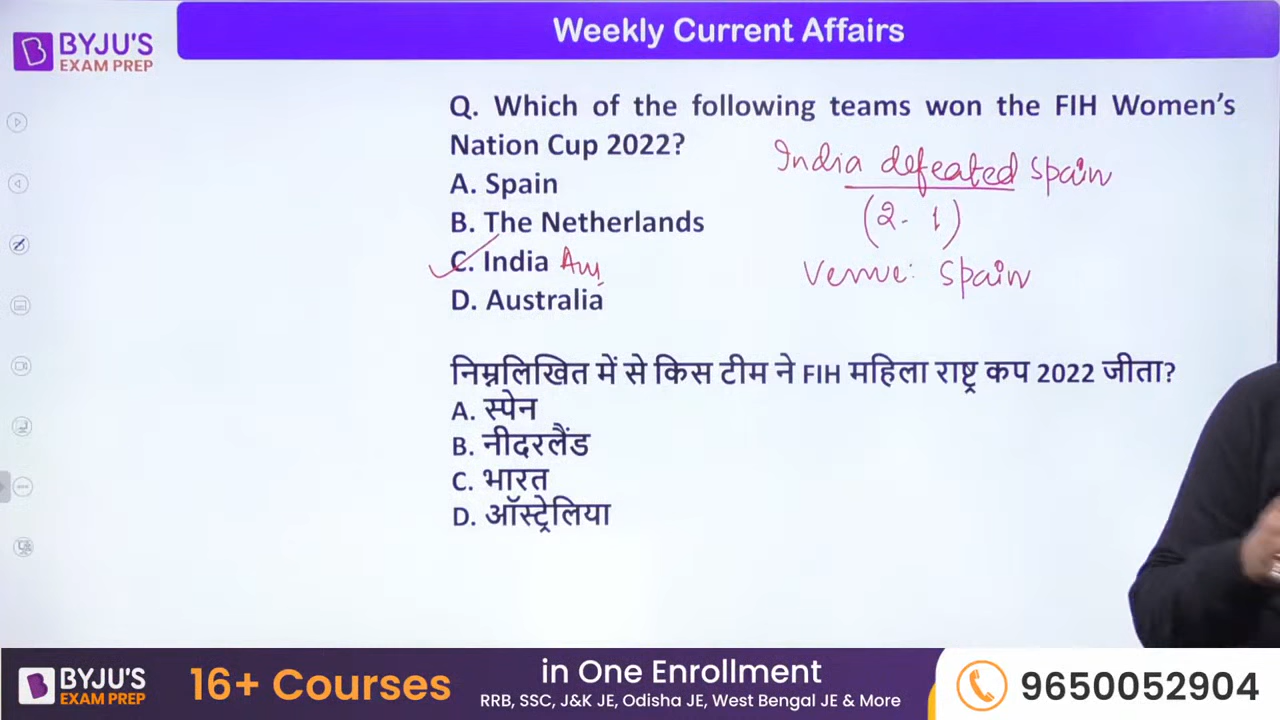 BYJU'S
EXAM PREP
Weekly Current Affairs
Q. Which of the following teams won the FIH Women's
Nation Cup 2022?
A. Spain
B. The Netherlands
C. India Ans
D. Australia
India defeated Spain
(2-1)
Venue: Spain
निम्नलिखित में से किस टीम ने FIH महिला राष्ट्र कप 2022 जीता?
A. स्पेन
B. नीदरलैंड
C. भारत
D. ऑस्ट्रेलिया
BYJU'S
EXAM PREP
16+ Courses
in One Enrollment
RRB, SSC, J&K JE, Odisha JE, West Bengal JE & More
9650052904